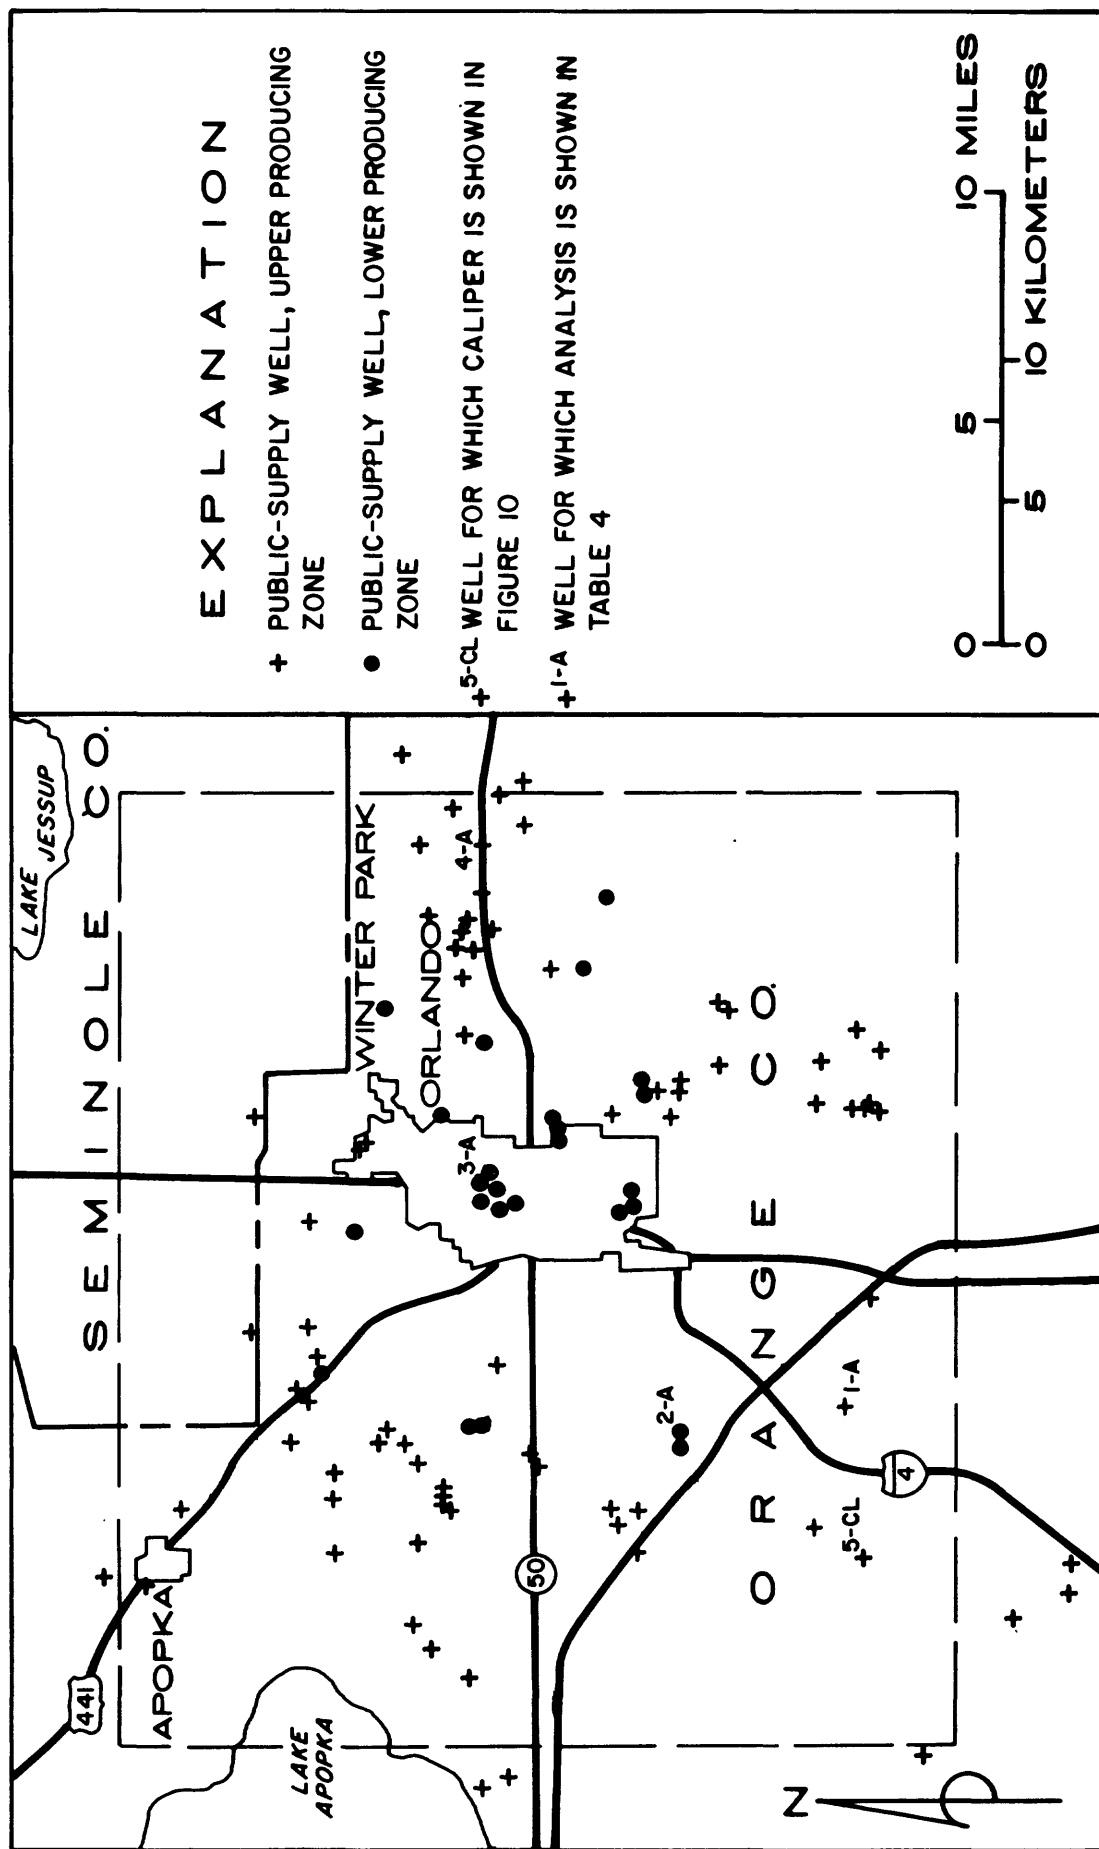 LAKE
JESSUP
SEMINOLE CO.
WINTER PARK
ORLANDO
4-A
3-A
441
APOPKA
LAKE
APOPKA
50
2-A
ORANGE CO.
1-A
5-CL
4
N
EXPLANATION
+ PUBLIC-SUPPLY WELL, UPPER PRODUCING
ZONE
● PUBLIC-SUPPLY WELL, LOWER PRODUCING
ZONE
+5-CL WELL FOR WHICH CALIPER IS SHOWN IN
FIGURE 10
+1-A WELL FOR WHICH ANALYSIS IS SHOWN IN
TABLE 4
0 5 10 MILES
0 5 10 KILOMETERS